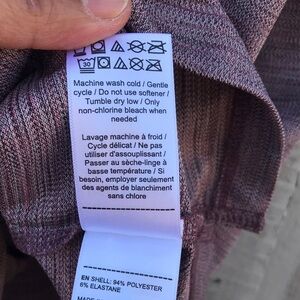 30
Machine wash cold / Gentle
cycle / Do not use softener /
Tumble dry low / Only
non-chlorine bleach when
needed
Lavage machine à froid /
Cycle délicat / Ne pas
utiliser d'assouplissant /
Passer au sèche-linge à
basse température / Si
besoin, employer seulement
des agents de blanchiment
sans chlore
EN SHELL: 94% POLYESTER
6% ELASTANE
MADE